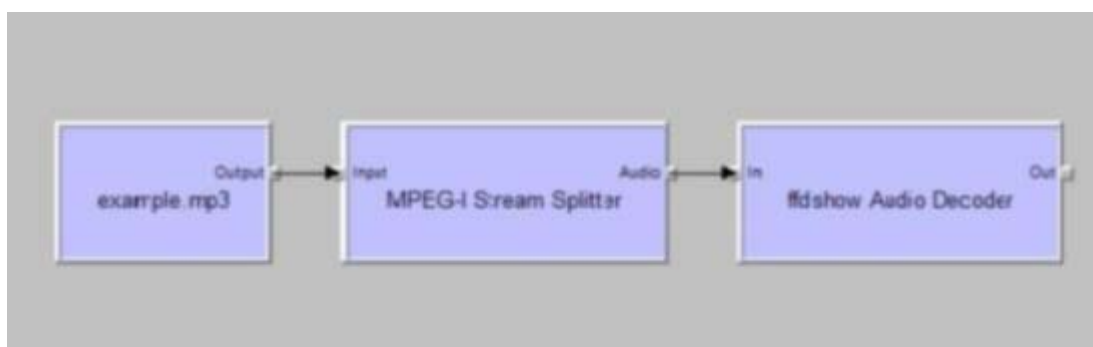 Output
example.mp3
Input
Audio
MPEG-I Stream Splitter
In
Out
ffdshow Audio Decoder